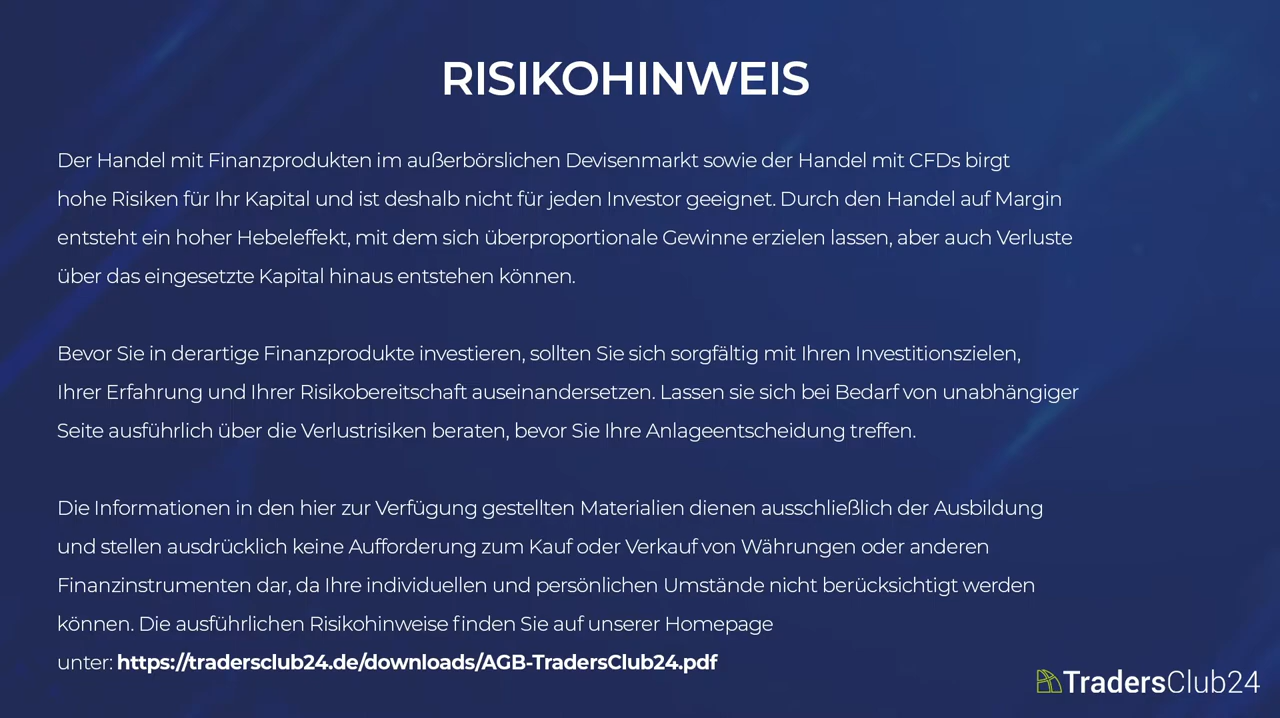 RISIKOHINWEIS
Der Handel mit Finanzprodukten im außerbörslichen Devisenmarkt sowie der Handel mit CFDs birgt
hohe Risiken für Ihr Kapital und ist deshalb nicht für jeden Investor geeignet. Durch den Handel auf Margin
entsteht ein hoher Hebeleffekt, mit dem sich überproportionale Gewinne erzielen lassen, aber auch Verluste
über das eingesetzte Kapital hinaus entstehen können.
Bevor Sie in derartige Finanzprodukte investieren, sollten Sie sich sorgfältig mit Ihren Investitionszielen,
Ihrer Erfahrung und Ihrer Risikobereitschaft auseinandersetzen. Lassen sie sich bei Bedarf von unabhängiger
Seite ausführlich über die Verlustrisiken beraten, bevor Sie Ihre Anlageentscheidung treffen.
Die Informationen in den hier zur Verfügung gestellten Materialien dienen ausschließlich der Ausbildung
und stellen ausdrücklich keine Aufforderung zum Kauf oder Verkauf von Währungen oder anderen
Finanzinstrumenten dar, da Ihre individuellen und persönlichen Umstände nicht berücksichtigt werden
können. Die ausführlichen Risikohinweise finden Sie auf unserer Homepage
unter: https://tradersclub24.de/downloads/AGB-TradersClub24.pdf
TradersClub24